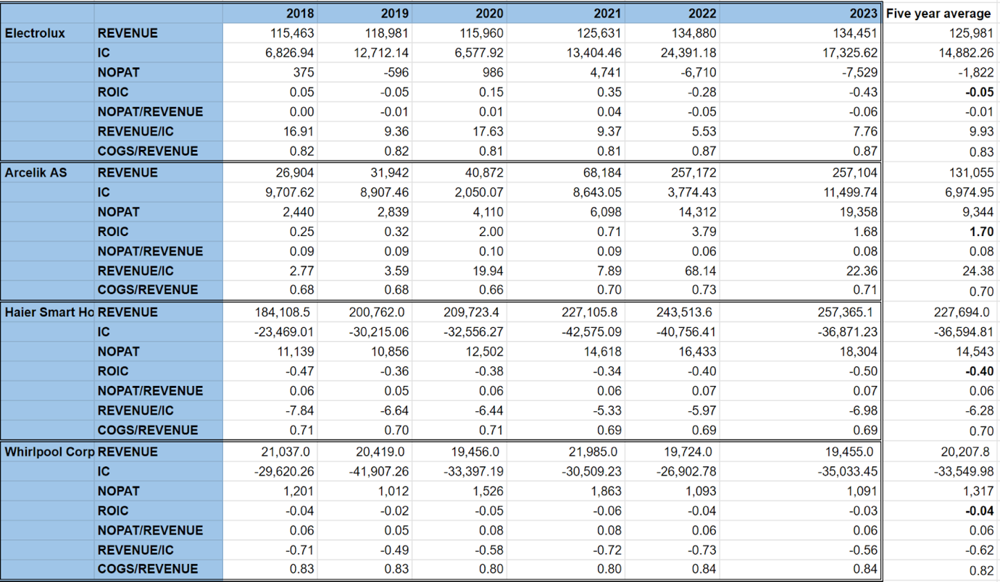 2018 2019 2020 2021 2022 2023 Five year average
Electrolux REVENUE 115,463 118,981 115,960 125,631 134,880 134,451 125,981
IC 6,826.94 12,712.14 6,577.92 13,404.46 24,391.18 17,325.62 14,882.26
NOPAT 375 -596 986 4,741 -6,710 -7,529 -1,822
ROIC 0.05 -0.05 0.15 0.35 -0.28 -0.43 -0.05
NOPAT/REVENUE 0.00 -0.01 0.01 0.04 -0.05 -0.06 -0.01
REVENUE/IC 16.91 9.36 17.63 9.37 5.53 7.76 9.93
COGS/REVENUE 0.82 0.82 0.81 0.81 0.87 0.87 0.83
Arcelik AS REVENUE 26,904 31,942 40,872 68,184 257,172 257,104 131,055
IC 9,707.62 8,907.46 2,050.07 8,643.05 3,774.43 11,499.74 6,974.95
NOPAT 2,440 2,839 4,110 6,098 14,312 19,358 9,344
ROIC 0.25 0.32 2.00 0.71 3.79 1.68 1.70
NOPAT/REVENUE 0.09 0.09 0.10 0.09 0.06 0.08 0.08
REVENUE/IC 2.77 3.59 19.94 7.89 68.14 22.36 24.38
COGS/REVENUE 0.68 0.68 0.66 0.70 0.73 0.71 0.70
Haier Smart Ho REVENUE 184,108.5 200,762.0 209,723.4 227,105.8 243,513.6 257,365.1 227,694.0
IC -23,469.01 -30,215.06 -32,556.27 -42,575.09 -40,756.41 -36,871.23 -36,594.81
NOPAT 11,139 10,856 12,502 14,618 16,433 18,304 14,543
ROIC -0.47 -0.36 -0.38 -0.34 -0.40 -0.50 -0.40
NOPAT/REVENUE 0.06 0.05 0.06 0.06 0.07 0.07 0.06
REVENUE/IC -7.84 -6.64 -6.44 -5.33 -5.97 -6.98 -6.28
COGS/REVENUE 0.71 0.70 0.71 0.69 0.69 0.69 0.70
Whirlpool Corp REVENUE 21,037.0 20,419.0 19,456.0 21,985.0 19,724.0 19,455.0 20,207.8
IC -29,620.26 -41,907.26 -33,397.19 -30,509.23 -26,902.78 -35,033.45 -33,549.98
NOPAT 1,201 1,012 1,526 1,863 1,093 1,091 1,317
ROIC -0.04 -0.02 -0.05 -0.06 -0.04 -0.03 -0.04
NOPAT/REVENUE 0.06 0.05 0.08 0.08 0.06 0.06 0.06
REVENUE/IC -0.71 -0.49 -0.58 -0.72 -0.73 -0.56 -0.62
COGS/REVENUE 0.83 0.83 0.80 0.80 0.84 0.84 0.82